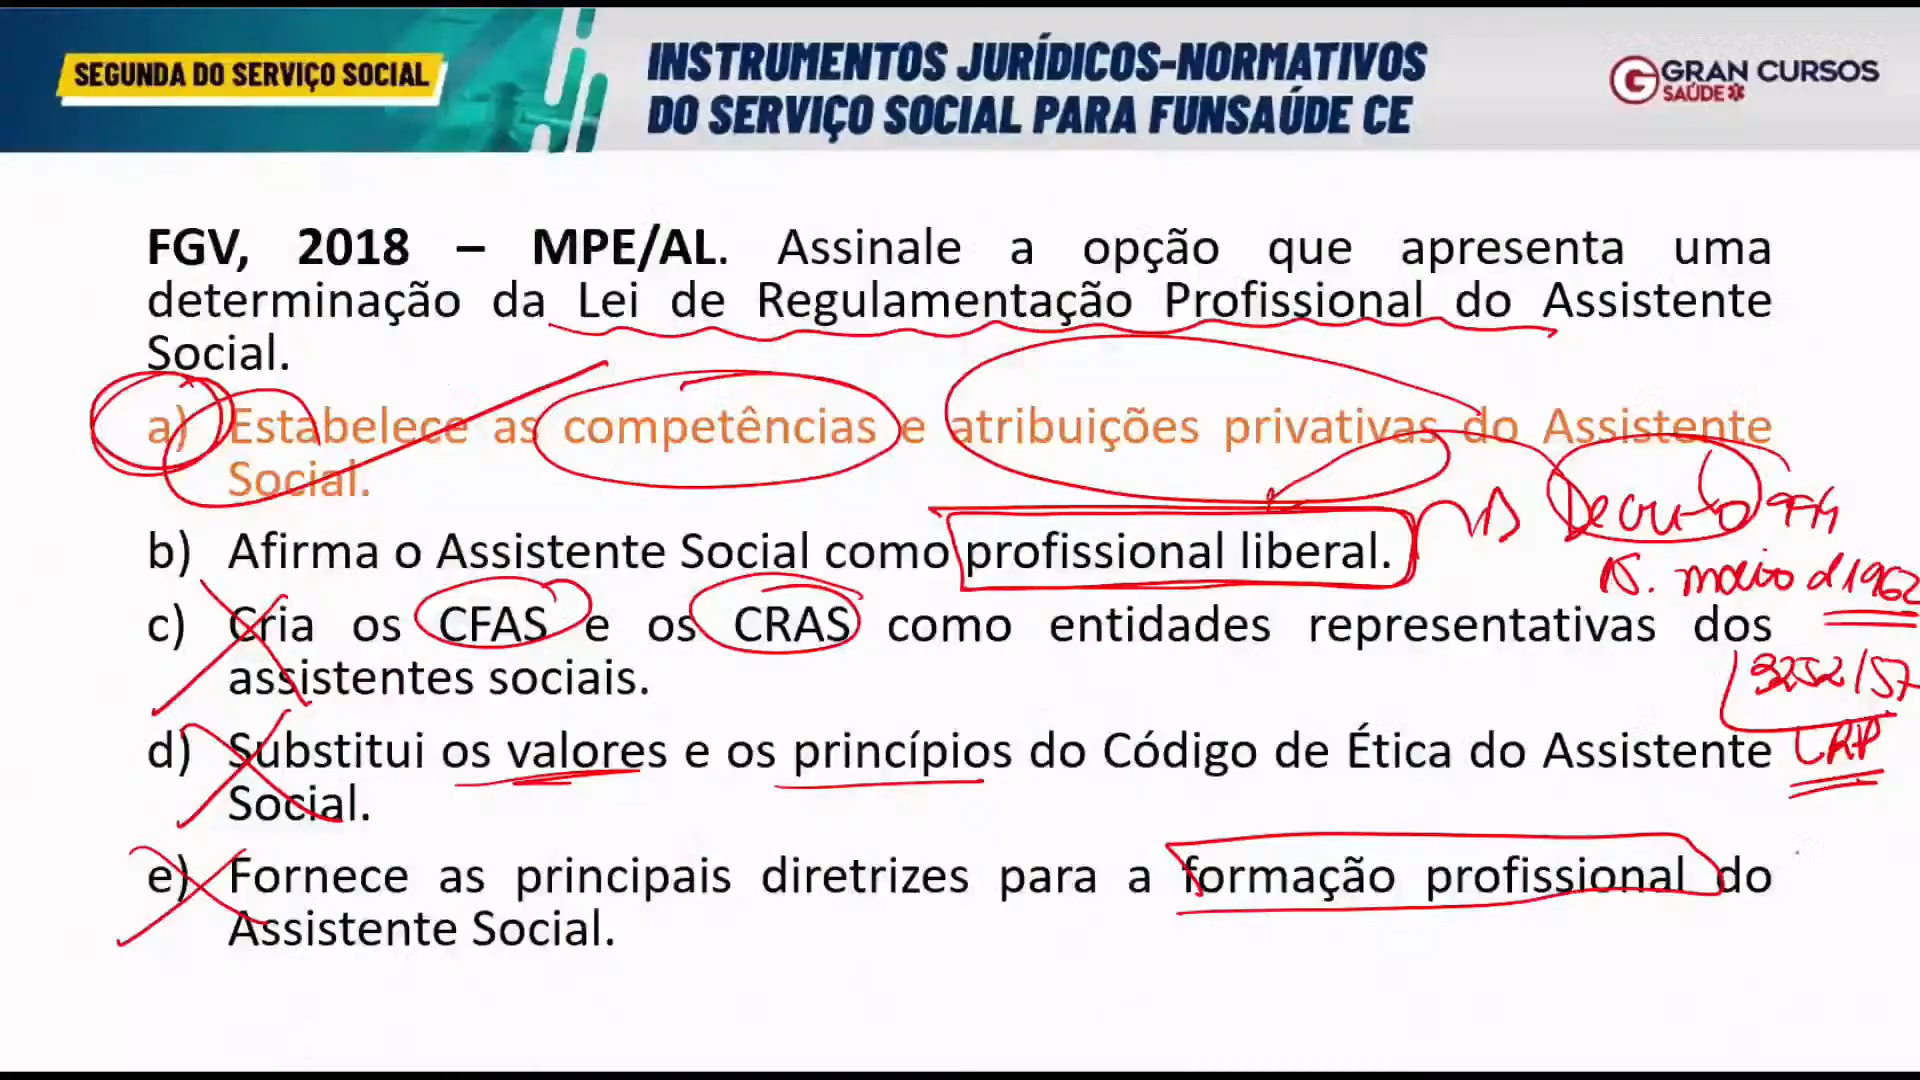 SEGUNDA DO SERVIÇO SOCIAL
INSTRUMENTOS JURÍDICOS-NORMATIVOS
DO SERVIÇO SOCIAL PARA FUNSAÚDE CE
GRAN CURSOS
SAÚDE
FGV, 2018 – MPE/AL. Assinale a opção que apresenta uma
determinação da Lei de Regulamentação Profissional do Assistente
Social.
a) Estabelece as competências e atribuições privativas do Assistente
Social.
b) Afirma o Assistente Social como profissional liberal.
Decreto 994
15. maio d 1962
c) Cria os CFAS e os CRAS como entidades representativas dos
assistentes sociais.
3252/57
d) Substitui os valores e os princípios do Código de Ética do Assistente
Social.
LRP
e) Fornece as principais diretrizes para a formação profissional do
Assistente Social.